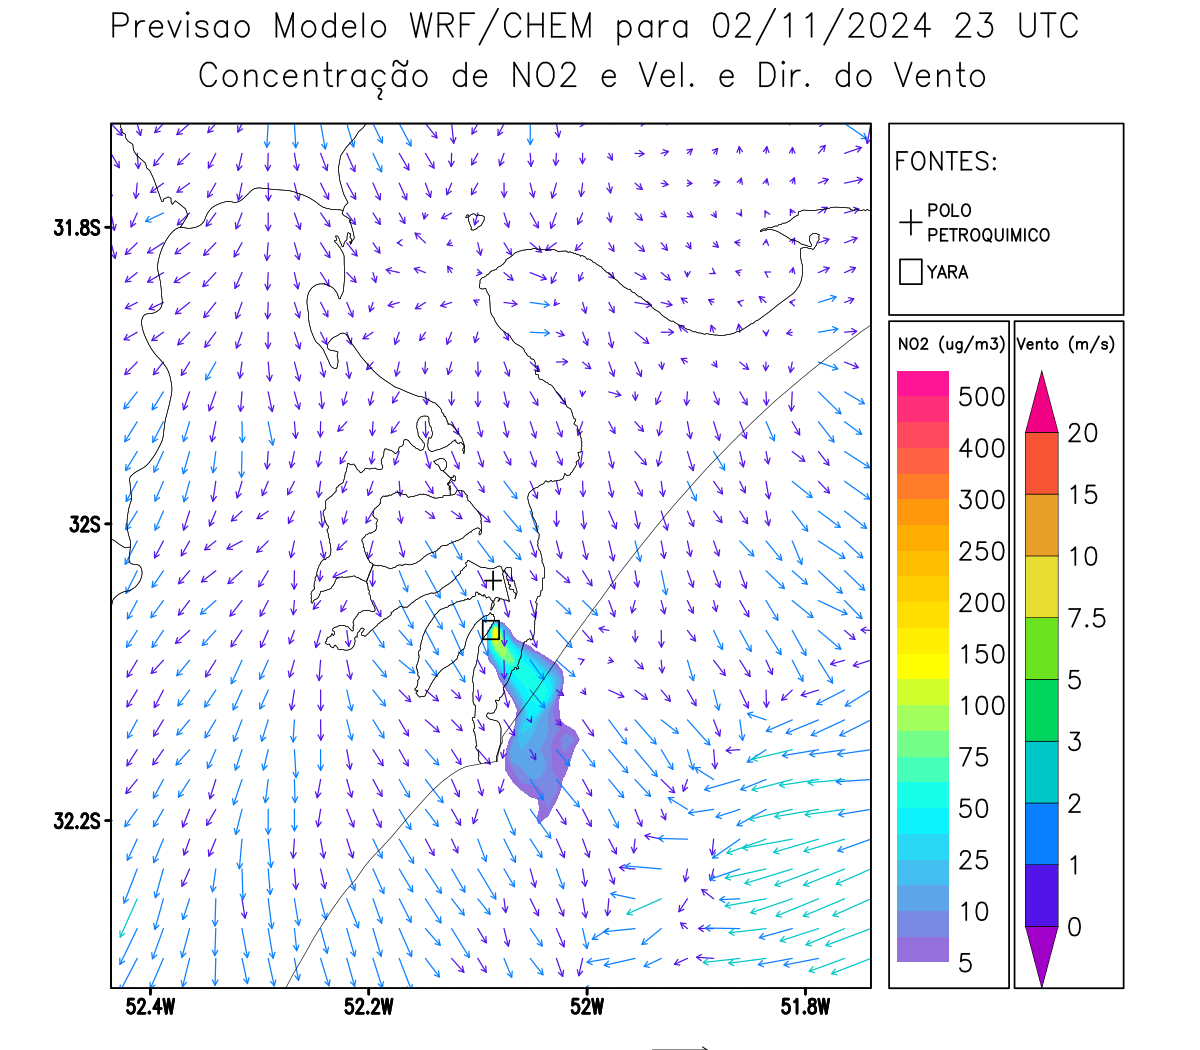 Previsao Modelo WRF/CHEM para 02/11/2024 23 UTC
Concentração de NO2 e Vel. e Dir. do Vento
FONTES:
POLO
PETROQUIMICO
YARA
NO2 (ug/m3)
500
400
300
250
200
150
100
75
50
25
10
5
Vento (m/s)
20
15
10
7.5
5
3
2
1
0
31.8S
32S
32.2S
52.4W
52.2W
52W
51.8W